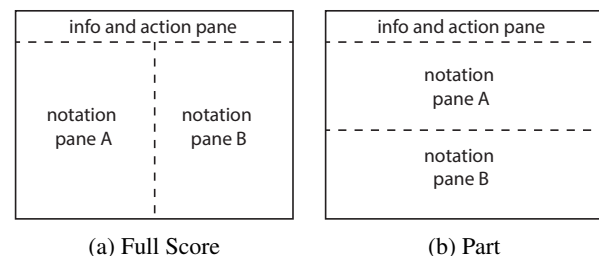 info and action pane
notation
pane A
notation
pane B
(a) Full Score
info and action pane
notation
pane A
notation
pane B
(b) Part